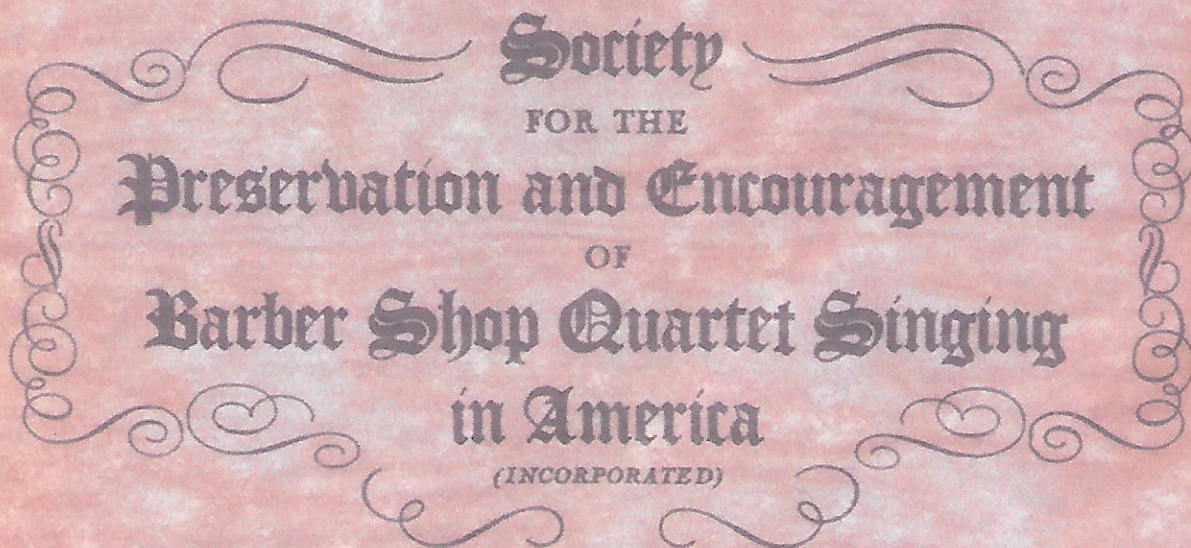 Society
FOR THE
Preservation and Encouragement
OF
Barber Shop Quartet Singing
in America
(INCORPORATED)